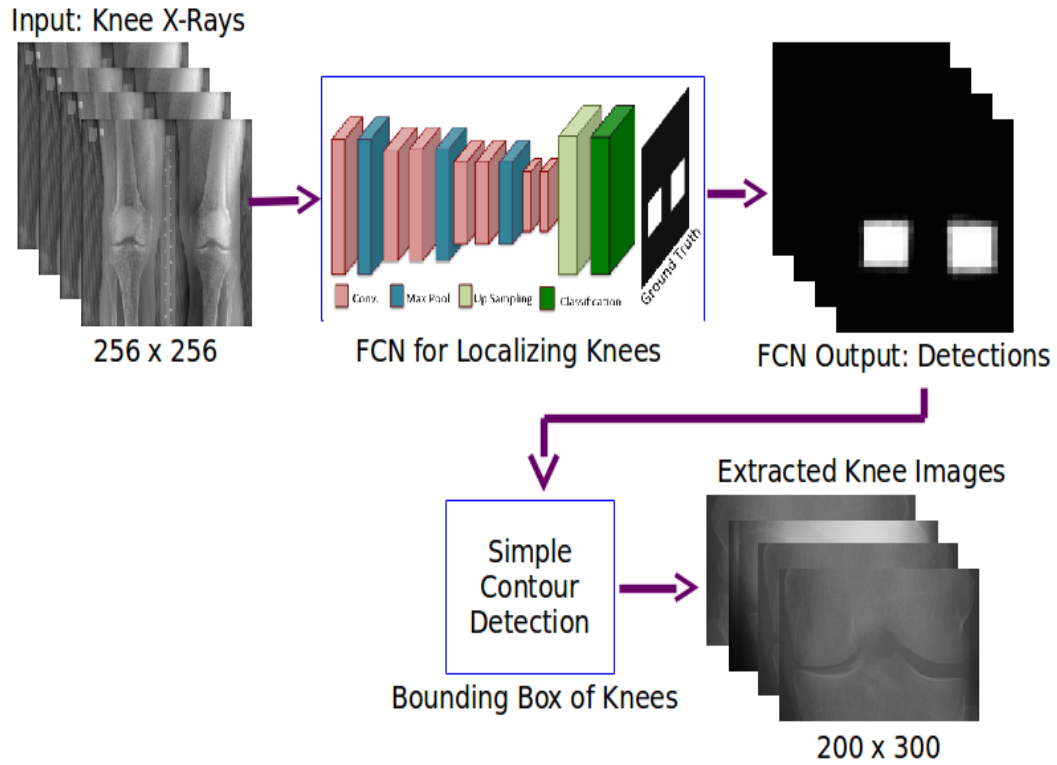 Input: Knee X-Rays
256 x 256
Conv.
Max Pool
Up Sampling
Classification
Ground Truth
FCN for Localizing Knees
FCN Output: Detections
Simple
Contour
Detection
Bounding Box of Knees
Extracted Knee Images
200 x 300